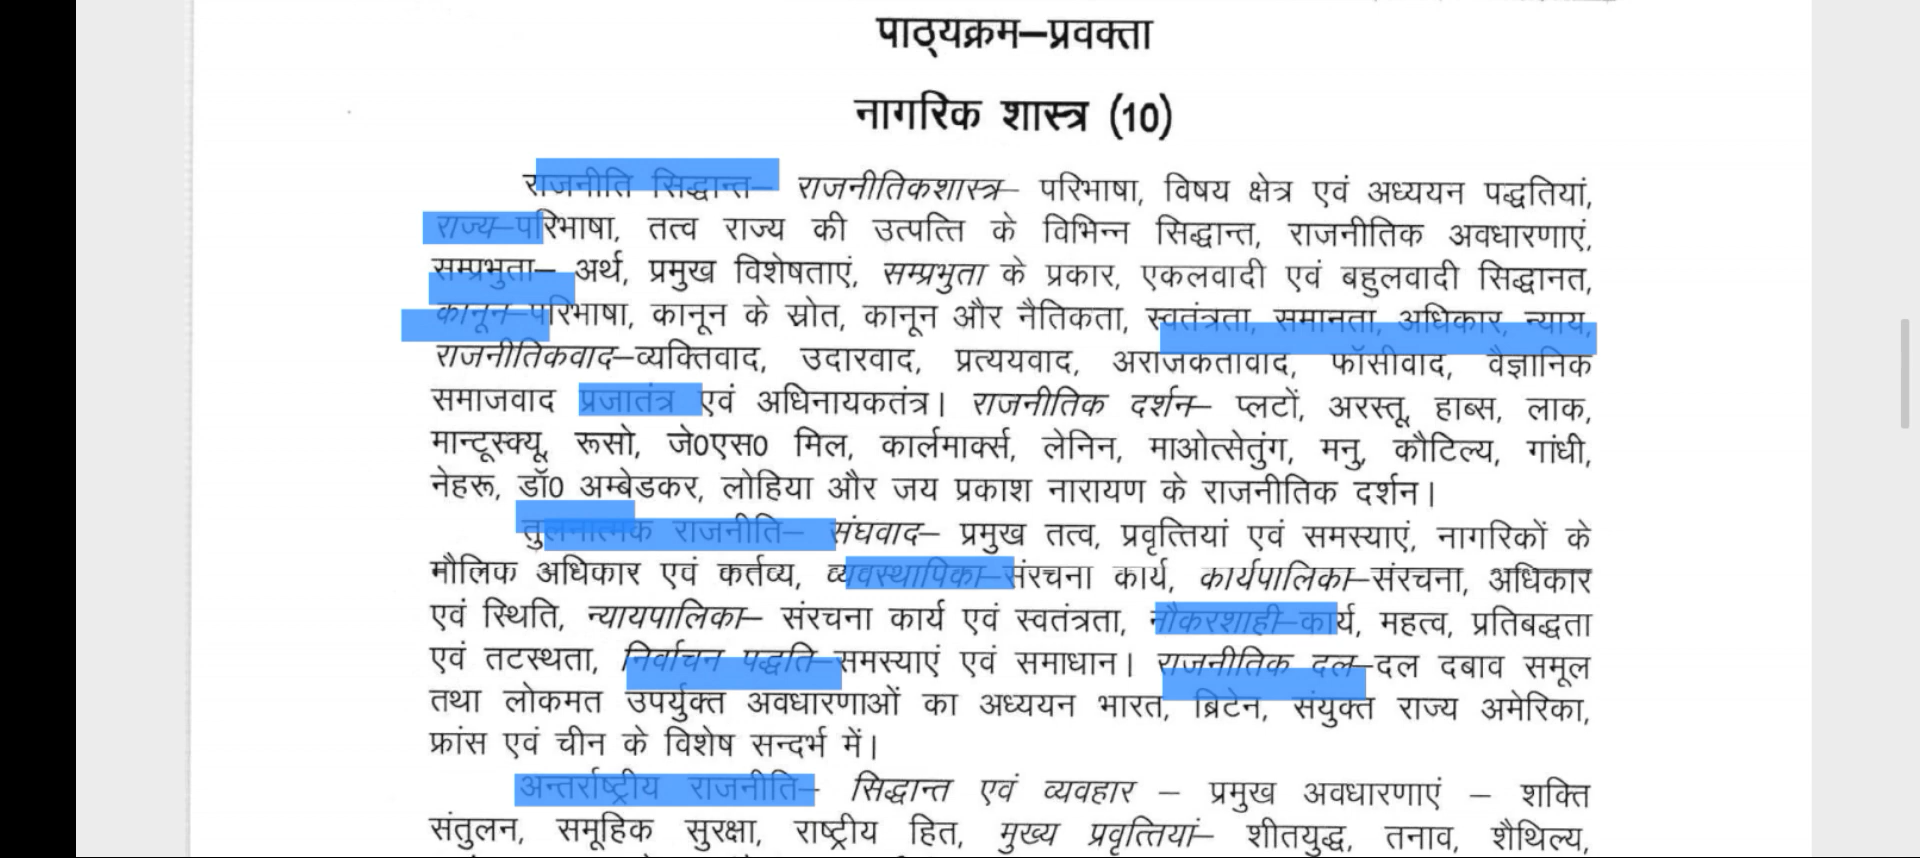 पाठ्यक्रम–प्रवक्ता
नागरिक शास्त्र (10)
राजनीति सिद्धान्त– राजनीतिकशास्त्र– परिभाषा, विषय क्षेत्र एवं अध्ययन पद्धतियां,
राज्य–परिभाषा, तत्व राज्य की उत्पत्ति के विभिन्न सिद्धान्त, राजनीतिक अवधारणाएं,
सम्प्रभुता– अर्थ, प्रमुख विशेषताएं, सम्प्रभुता के प्रकार, एकलवादी एवं बहुलवादी सिद्धानत,
कानून–परिभाषा, कानून के स्रोत, कानून और नैतिकता, स्वतंत्रता, समानता, अधिकार, न्याय,
राजनीतिकवाद–व्यक्तिवाद, उदारवाद, प्रत्ययवाद, अराजकतावाद, फॉसीवाद, वैज्ञानिक
समाजवाद प्रजातंत्र एवं अधिनायकतंत्र। राजनीतिक दर्शन– प्लटों, अरस्तू, हाब्स, लाक,
मान्टूस्क्यू, रूसो, जे0एस0 मिल, कार्लमार्क्स, लेनिन, माओत्सेतुंग, मनु, कौटिल्य, गांधी,
नेहरू, डॉ0 अम्बेडकर, लोहिया और जय प्रकाश नारायण के राजनीतिक दर्शन।
तुलनात्मक राजनीति– संघवाद– प्रमुख तत्व, प्रवृत्तियां एवं समस्याएं, नागरिकों के
मौलिक अधिकार एवं कर्तव्य, व्यवस्थापिका–संरचना कार्य, कार्यपालिका–संरचना, अधिकार
एवं स्थिति, न्यायपालिका– संरचना कार्य एवं स्वतंत्रता, नौकरशाही–कार्य, महत्व, प्रतिबद्धता
एवं तटस्थता, निर्वाचन पद्धति–समस्याएं एवं समाधान। राजनीतिक दल–दल दबाव समूल
तथा लोकमत उपर्युक्त अवधारणाओं का अध्ययन भारत, ब्रिटेन, संयुक्त राज्य अमेरिका,
फ्रांस एवं चीन के विशेष सन्दर्भ में।
अन्तर्राष्ट्रीय राजनीति– सिद्धान्त एवं व्यवहार – प्रमुख अवधारणाएं – शक्ति
संतुलन, समूहिक सुरक्षा, राष्ट्रीय हित, मुख्य प्रवृत्तियां– शीतयुद्ध, तनाव, शैथिल्य,